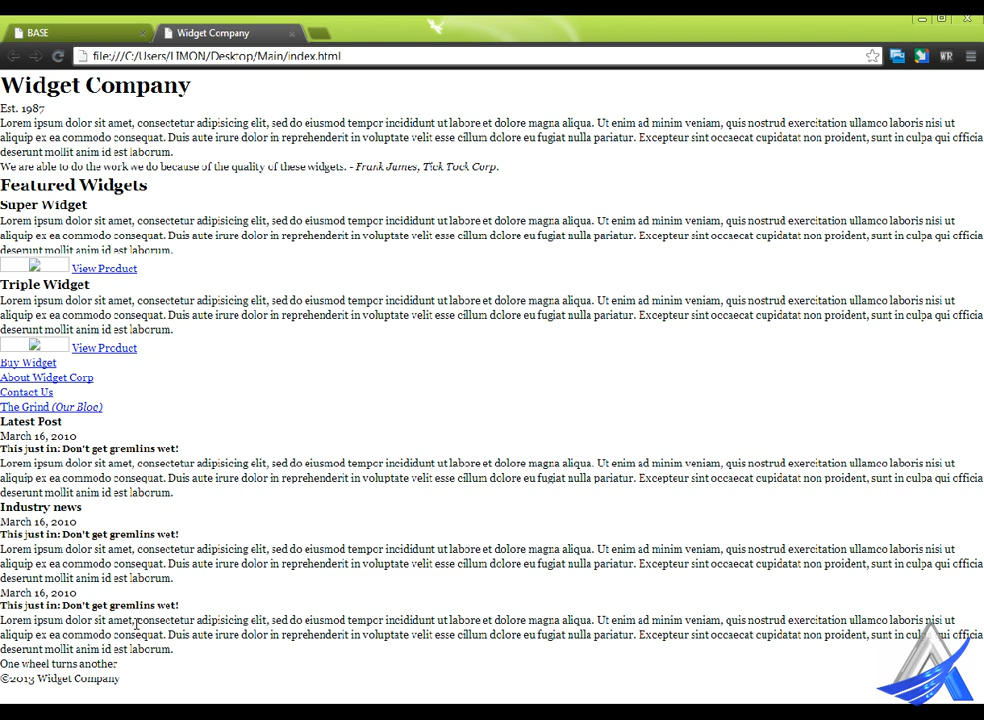 BASE
Widget Company
file:///C:/Users/LIMON/Desktop/Main/index.html
WR
Widget Company
Est. 1987
Lorem ipsum dolor sit amet, consectetur adipisicing elit, sed do eiusmod tempor incididunt ut labore et dolore magna aliqua. Ut enim ad minim veniam, quis nostrud exercitation ullamco laboris nisi ut
aliquip ex ea commodo consequat. Duis aute irure dolor in reprehenderit in voluptate velit esse cillum dolore eu fugiat nulla pariatur. Excepteur sint occaecat cupidatat non proident, sunt in culpa qui officia
deserunt mollit anim id est laborum.
We are able to do the work we do because of the quality of these widgets. - Frank James, Tick Tock Corp.
Featured Widgets
Super Widget
Lorem ipsum dolor sit amet, consectetur adipisicing elit, sed do eiusmod tempor incididunt ut labore et dolore magna aliqua. Ut enim ad minim veniam, quis nostrud exercitation ullamco laboris nisi ut
aliquip ex ea commodo consequat. Duis aute irure dolor in reprehenderit in voluptate velit esse cillum dolore eu fugiat nulla pariatur. Excepteur sint occaecat cupidatat non proident, sunt in culpa qui officia
deserunt mollit anim id est laborum.
View Product
Triple Widget
Lorem ipsum dolor sit amet, consectetur adipisicing elit, sed do eiusmod tempor incididunt ut labore et dolore magna aliqua. Ut enim ad minim veniam, quis nostrud exercitation ullamco laboris nisi ut
aliquip ex ea commodo consequat. Duis aute irure dolor in reprehenderit in voluptate velit esse cillum dolore eu fugiat nulla pariatur. Excepteur sint occaecat cupidatat non proident, sunt in culpa qui officia
deserunt mollit anim id est laborum.
View Product
Buy Widget
About Widget Corp
Contact Us
The Grind (Our Bloc)
Latest Post
March 16, 2010
This just in: Don't get gremlins wet!
Lorem ipsum dolor sit amet, consectetur adipisicing elit, sed do eiusmod tempor incididunt ut labore et dolore magna aliqua. Ut enim ad minim veniam, quis nostrud exercitation ullamco laboris nisi ut
aliquip ex ea commodo consequat. Duis aute irure dolor in reprehenderit in voluptate velit esse cillum dolore eu fugiat nulla pariatur. Excepteur sint occaecat cupidatat non proident, sunt in culpa qui officia
deserunt mollit anim id est laborum.
Industry news
March 16, 2010
This just in: Don't get gremlins wet!
Lorem ipsum dolor sit amet, consectetur adipisicing elit, sed do eiusmod tempor incididunt ut labore et dolore magna aliqua. Ut enim ad minim veniam, quis nostrud exercitation ullamco laboris nisi ut
aliquip ex ea commodo consequat. Duis aute irure dolor in reprehenderit in voluptate velit esse cillum dolore eu fugiat nulla pariatur. Excepteur sint occaecat cupidatat non proident, sunt in culpa qui officia
deserunt mollit anim id est laborum.
March 16, 2010
This just in: Don't get gremlins wet!
Lorem ipsum dolor sit amet, consectetur adipisicing elit, sed do eiusmod tempor incididunt ut labore et dolore magna aliqua. Ut enim ad minim veniam, quis nostrud exercitation ullamco laboris nisi ut
aliquip ex ea commodo consequat. Duis aute irure dolor in reprehenderit in voluptate velit esse cillum dolore eu fugiat nulla pariatur. Excepteur sint occaecat cupidatat non proident, sunt in culpa qui officia
deserunt mollit anim id est laborum.
One wheel turns another
©2013 Widget Company